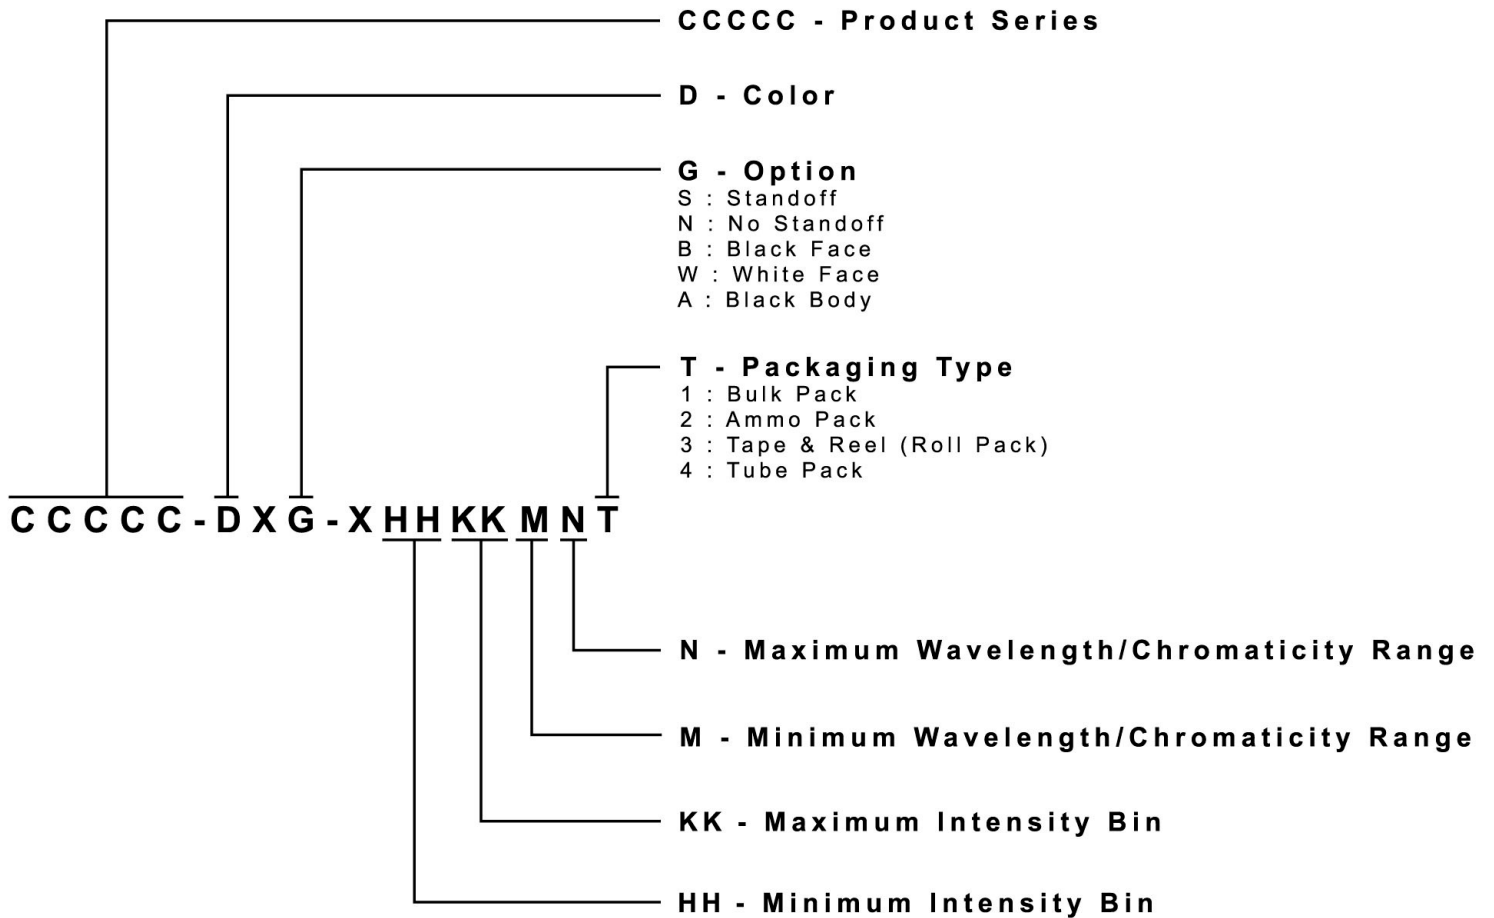 CCCCC - Product Series
D - Color
G - Option
S : Standoff
N : No Standoff
B : Black Face
W : White Face
A : Black Body
T - Packaging Type
1 : Bulk Pack
2 : Ammo Pack
3 : Tape & Reel (Roll Pack)
4 : Tube Pack
CCCCC-DXG-XHHKKMNT
N - Maximum Wavelength/Chromaticity Range
M - Minimum Wavelength/Chromaticity Range
KK - Maximum Intensity Bin
HH - Minimum Intensity Bin